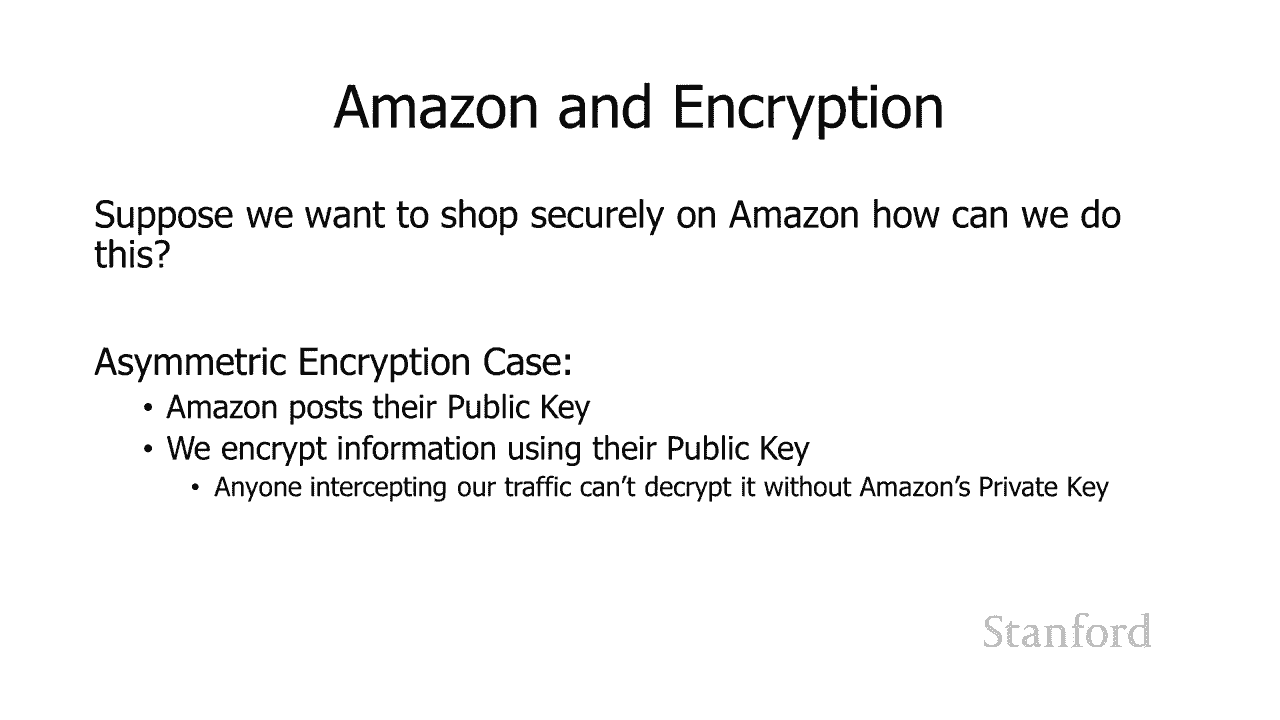 Amazon and Encryption
Suppose we want to shop securely on Amazon how can we do
this?
Asymmetric Encryption Case:
• Amazon posts their Public Key
• We encrypt information using their Public Key
• Anyone intercepting our traffic can’t decrypt it without Amazon’s Private Key
Stanford